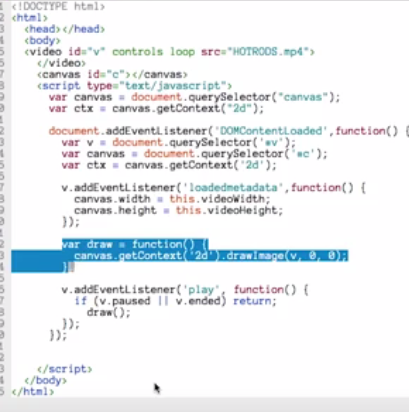 <!DOCTYPE html>
<html>
<head></head>
<body>
<video id="v" controls loop src="HOTRODS.mp4">
</video>
<canvas id="c"></canvas>
<script type="text/javascript">
var canvas = document.querySelector("canvas");
var ctx = canvas.getContext("2d");
document.addEventListener('DOMContentLoaded',function() {
var v = document.querySelector('#v');
var canvas = document.querySelector('#c');
var ctx = canvas.getContext('2d');
v.addEventListener('loadedmetadata',function() {
canvas.width = this.videoWidth;
canvas.height = this.videoHeight;
});
var draw = function() {
canvas.getContext('2d').drawImage(v, 0, 0);
}
v.addEventListener('play', function() {
if (v.paused || v.ended) return;
draw();
});
});
</script>
</body>
</html>